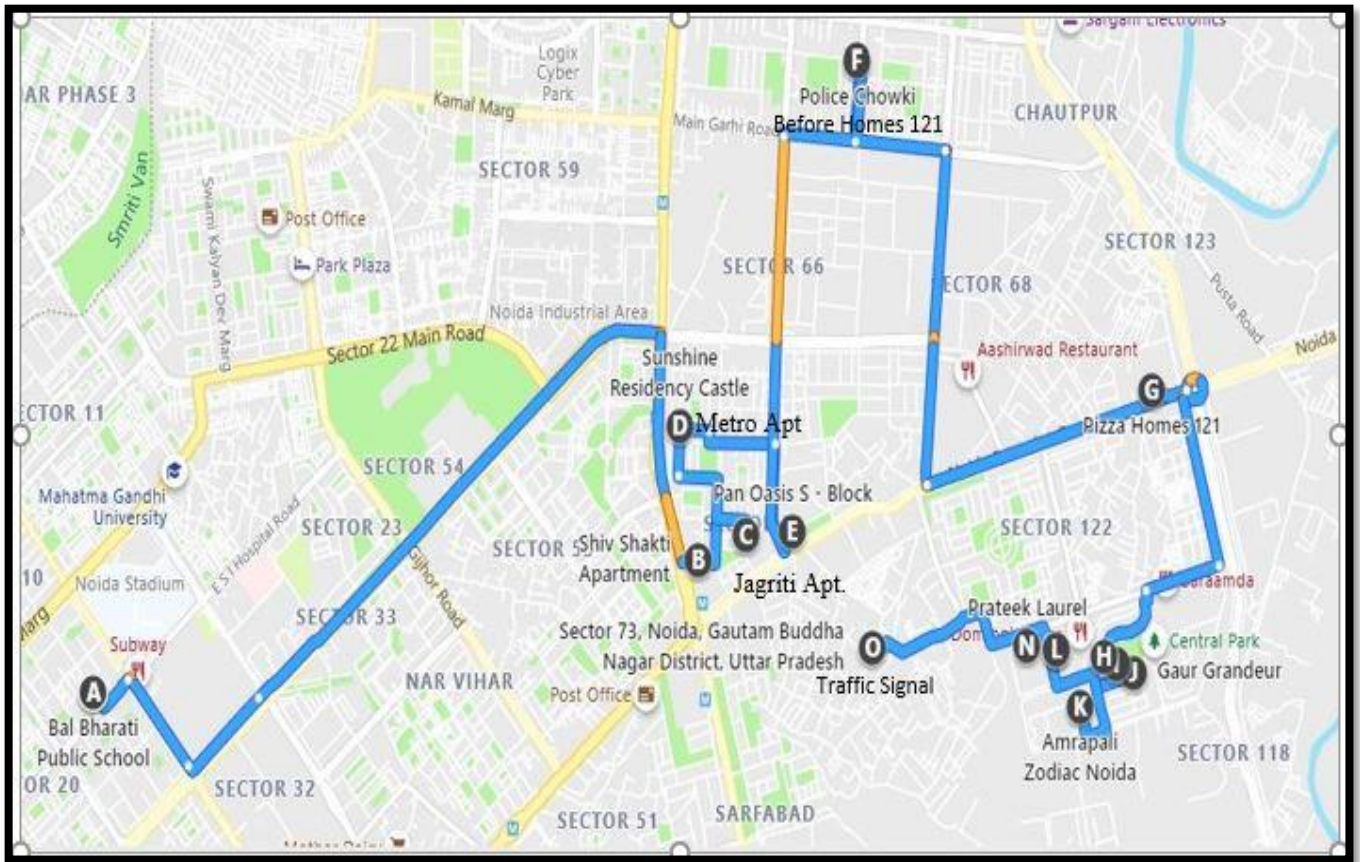 Sargam Electronics
Logix
Cyber
Park
AR PHASE 3
F
Police Chowki
Before Homes 121
Kamal Marg
Main Garhi Road
CHAUTPUR
SECTOR 59
Smriti Van
Swami Kalyan Dev Marg
Post Office
Park Plaza
SECTOR 66
SECTOR 123
ECTOR 68
Pusta Road
Noida Industrial Area
Sector 22 Main Road
Noida
Aashirwad Restaurant
Sunshine
Residency Castle
G
ECTOR 11
D
Metro Apt
Pizza Homes 121
SECTOR 54
Mahatma Gandhi
University
Pan Oasis S - Block
SECTOR 23
E S I Hospital Road
SECTOR 122
C
E
Shiv Shakti
Apartment
B
10
Noida Stadium
Gijhor Road
Jagriti Apt.
Marg
SECTOR 33
Prateek Laurel
Subway
Sector 73, Noida, Gautam Buddha
Nagar District, Uttar Pradesh
O
N
L
H
J
Central Park
Gaur Grandeur
A
NAR VIHAR
Post Office
Traffic Signal
K
Bal Bharati
Public School
Amrapali
Zodiac Noida
SECTOR 118
OR 20
SECTOR 32
SECTOR 51
SARFABAD